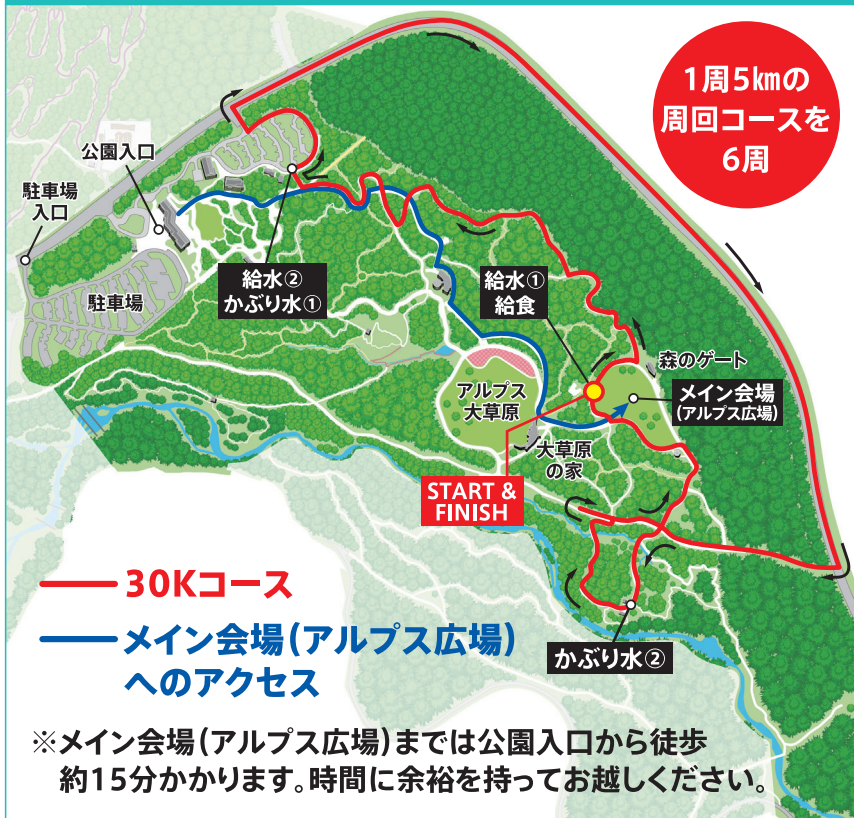 1周5㎞の
周回コースを
6周
公園入口
駐車場
入口
駐車場
給水②
かぶり水①
給水①
給食
森のゲート
メイン会場
(アルプス広場)
アルプス
大草原
大草原
の家
START &
FINISH
かぶり水②
30Kコース
メイン会場(アルプス広場)
へのアクセス
※メイン会場(アルプス広場)までは公園入口から徒歩
約15分かかります。時間に余裕を持ってお越しください。